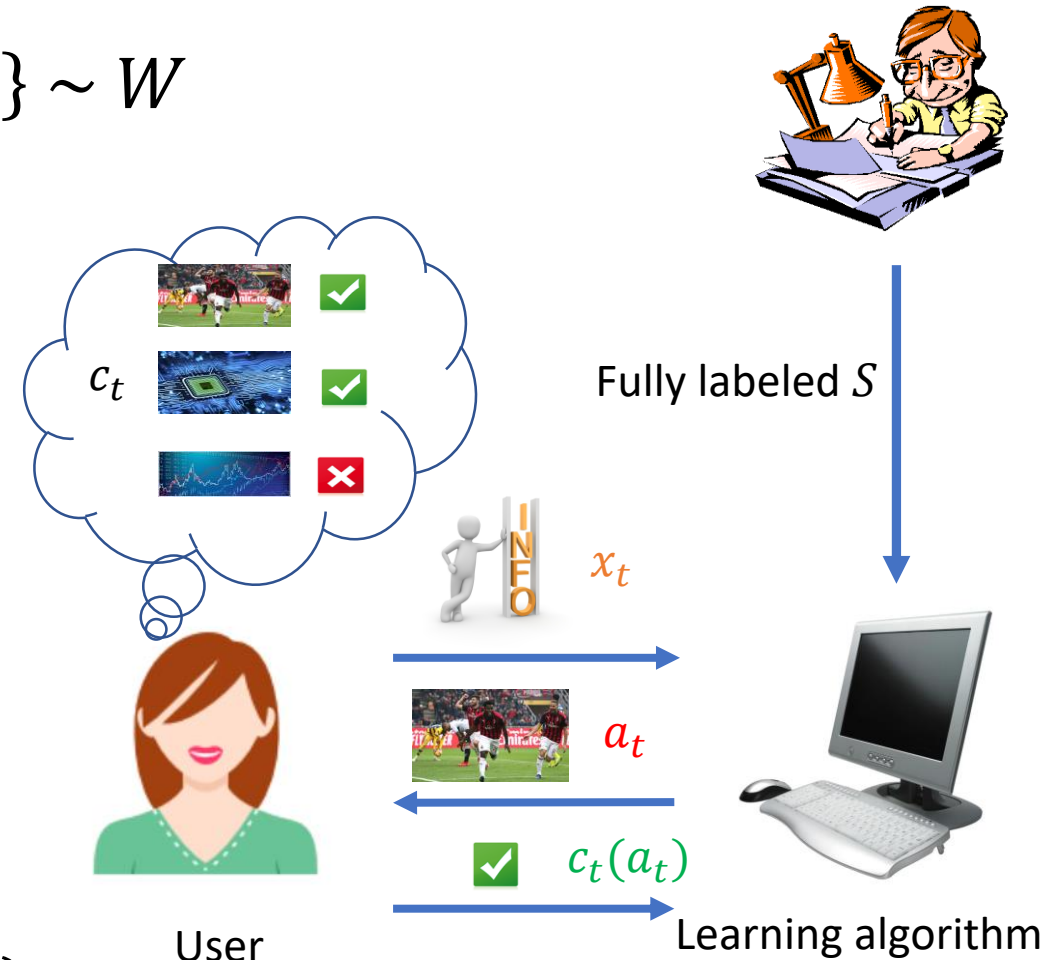 } ~ W
c_t
Fully labeled S
INFO
x_t
a_t
c_t(a_t)
User
Learning algorithm